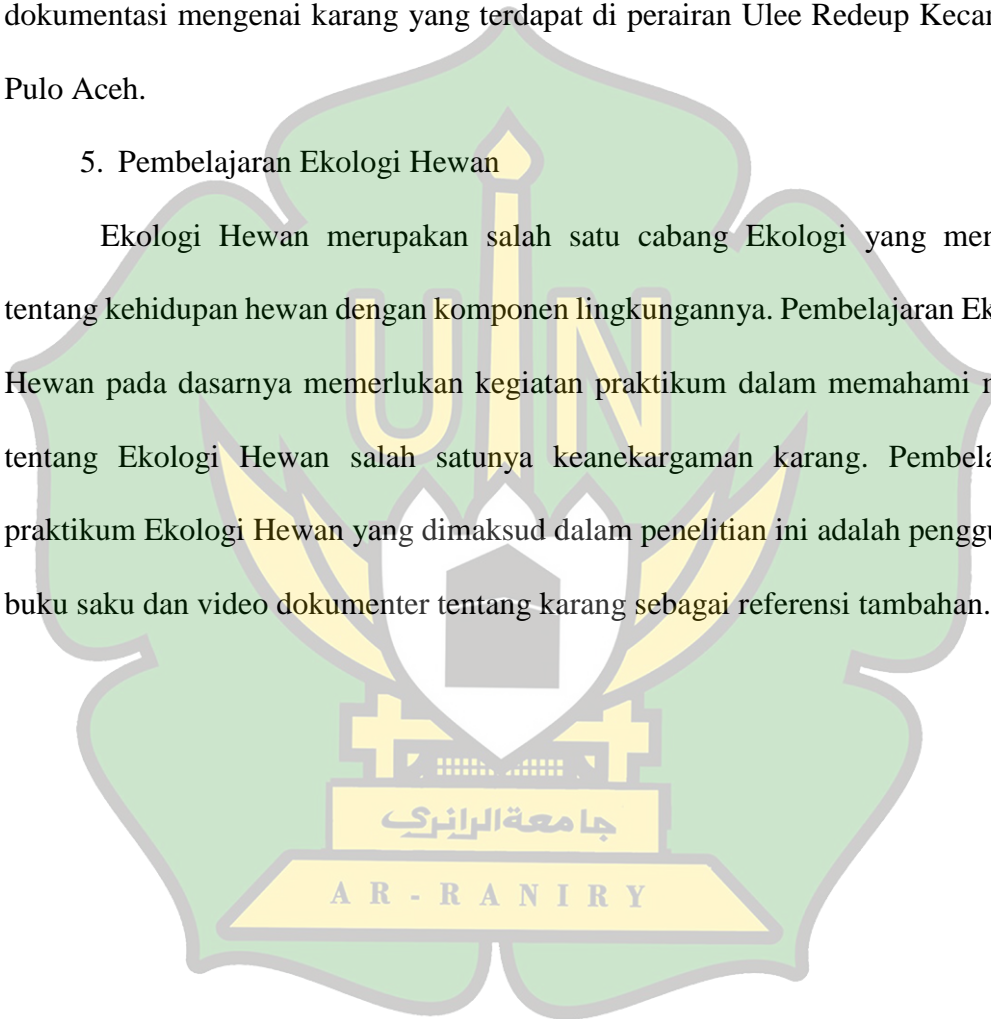 dokumentasi mengenai karang yang terdapat di perairan Ulee Redeup Kecar
Pulo Aceh.
5. Pembelajaran Ekologi Hewan
Ekologi Hewan merupakan salah satu cabang Ekologi yang mer
tentang kehidupan hewan dengan komponen lingkungannya. Pembelajaran Ek
Hewan pada dasarnya memerlukan kegiatan praktikum dalam memahami
tentang Ekologi Hewan salah satunya keanekargaman karang. Pembela
praktikum Ekologi Hewan yang dimaksud dalam penelitian ini adalah penggu
buku saku dan video dokumenter tentang karang sebagai referensi tambahan.
UIN
جامعةالرانري
AR-RANIRY